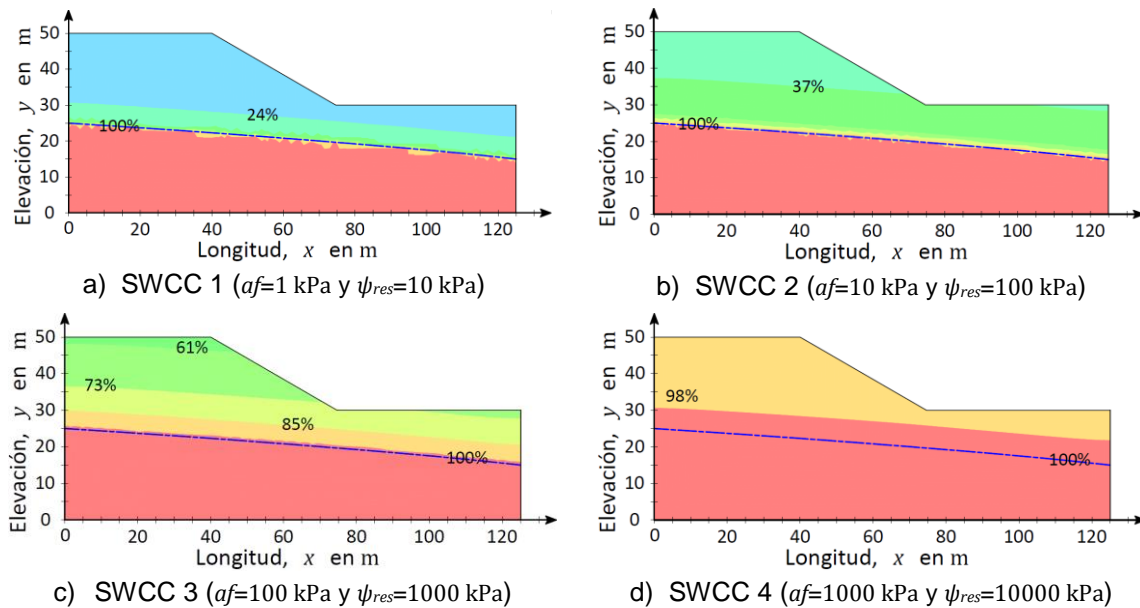 Elevación, y en m
50
40
30
20
10
0
24%
100%
0 20 40 60 80 100 120
Longitud, x en m
a) SWCC 1 (af=1 kPa y ψres=10 kPa)
Elevación, y en m
50
40
30
20
10
0
37%
100%
0 20 40 60 80 100 120
Longitud, x en m
b) SWCC 2 (af=10 kPa y ψres=100 kPa)
Elevación, y en m
50
40
30
20
10
0
61%
73%
85%
100%
0 20 40 60 80 100 120
Longitud, x en m
c) SWCC 3 (af=100 kPa y ψres=1000 kPa)
Elevación, y en m
50
40
30
20
10
0
98%
100%
0 20 40 60 80 100 120
Longitud, x en m
d) SWCC 4 (af=1000 kPa y ψres=10000 kPa)